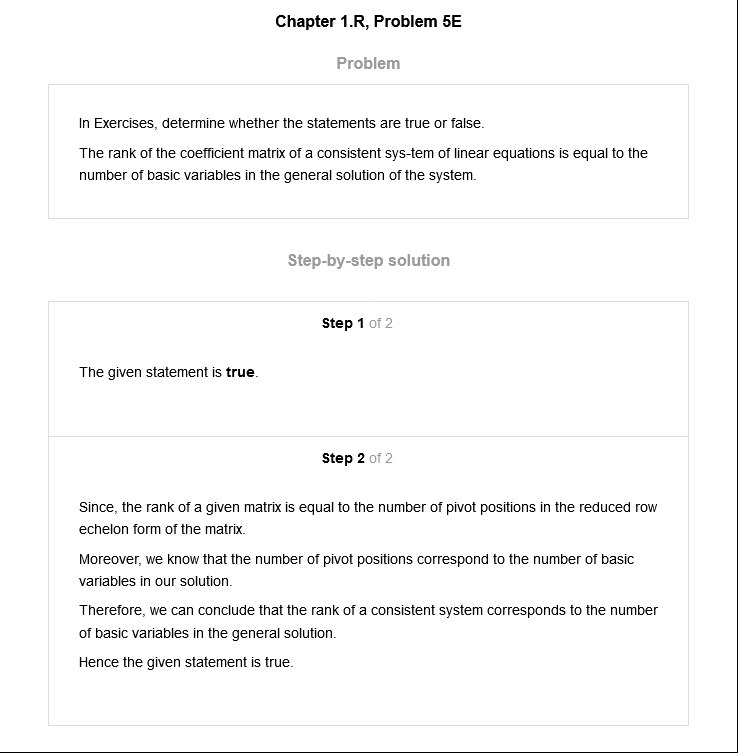 Chapter 1.R, Problem 5E
Problem
In Exercises, determine whether the statements are true or false.
The rank of the coefficient matrix of a consistent sys-tem of linear equations is equal to the
number of basic variables in the general solution of the system.
Step-by-step solution
Step 1 of 2
The given statement is true.
Step 2 of 2
Since, the rank of a given matrix is equal to the number of pivot positions in the reduced row
echelon form of the matrix.
Moreover, we know that the number of pivot positions correspond to the number of basic
variables in our solution.
Therefore, we can conclude that the rank of a consistent system corresponds to the number
of basic variables in the general solution.
Hence the given statement is true.